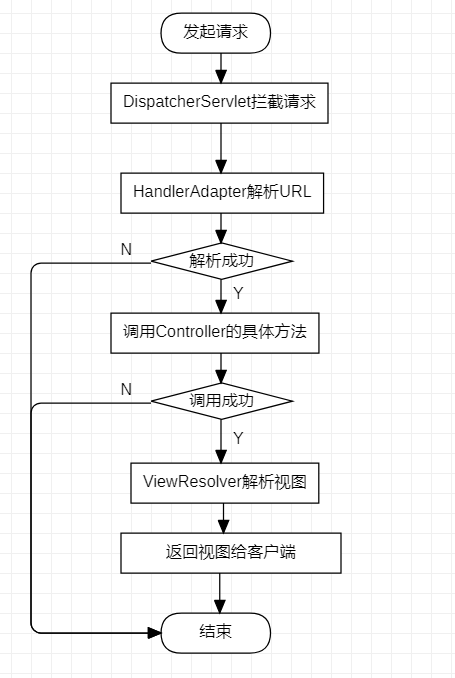 发起请求
DispatcherServlet拦截请求
HandlerAdapter解析URL
N
解析成功
Y
调用Controller的具体方法
N
调用成功
Y
ViewResolver解析视图
返回视图给客户端
结束